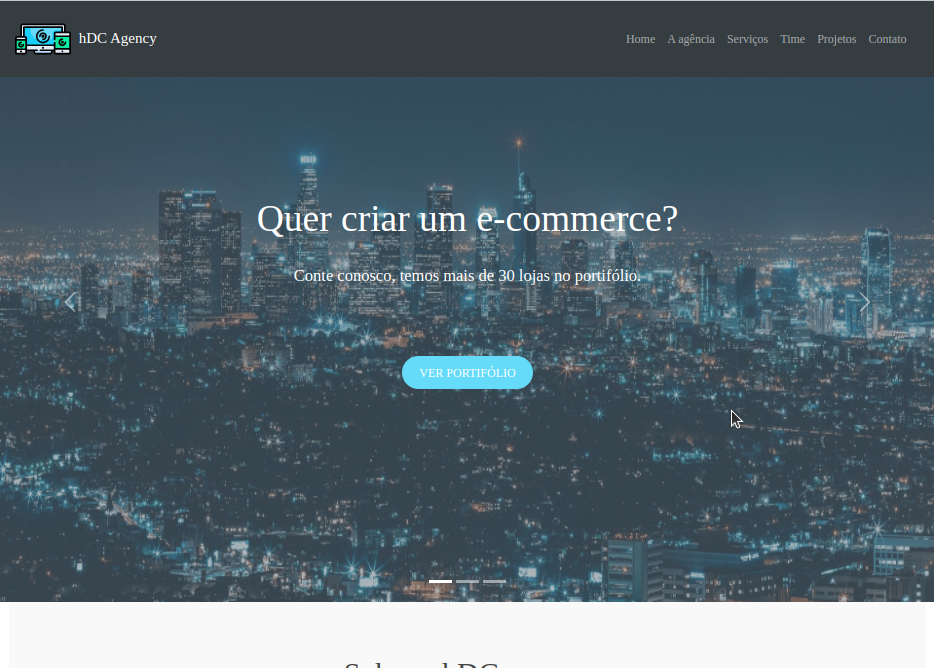 hDC Agency
Home A agência Serviços Time Projetos Contato
Quer criar um e-commerce?
Conte conosco, temos mais de 30 lojas no portifólio.
VER PORTIFÓLIO